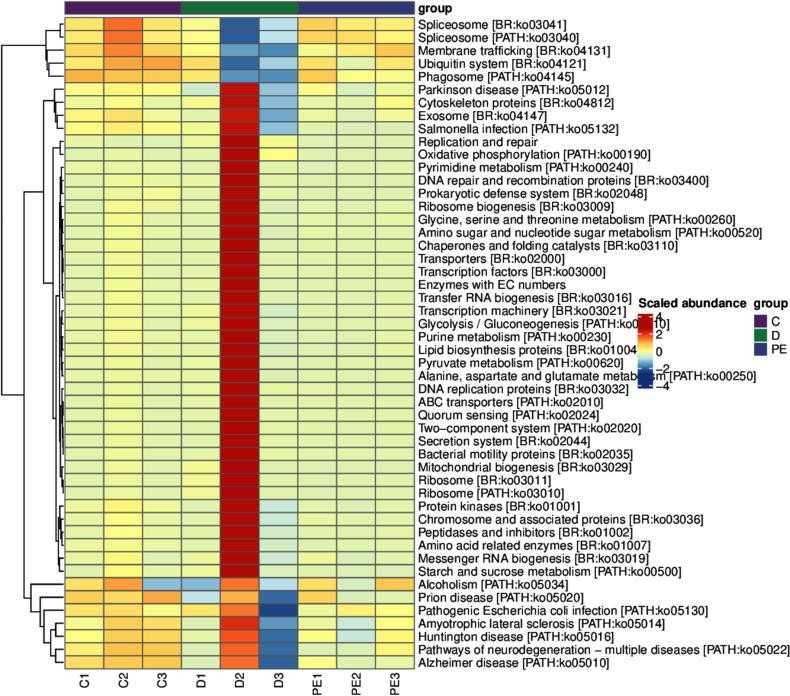 group
Spliceosome [BR:ko03041]
Spliceosome [PATH:ko03040]
Membrane trafficking [BR:ko04131]
Ubiquitin system [BR:ko04121]
Phagosome [PATH:ko04145]
Parkinson disease [PATH:ko05012]
Cytoskeleton proteins [BR:ko04812]
Exosome [BR:ko04147]
Salmonella infection [PATH:ko05132]
Replication and repair
Oxidative phosphorylation [PATH:ko00190]
Pyrimidine metabolism [PATH:ko00240]
DNA repair and recombination proteins [BR:ko03400]
Prokaryotic defense system [BR:ko02048]
Ribosome biogenesis [BR:ko03009]
Glycine, serine and threonine metabolism [PATH:ko00260]
Amino sugar and nucleotide sugar metabolism [PATH:ko00520]
Chaperones and folding catalysts [BR:ko03110]
Transporters [BR:ko02000]
Transcription factors [BR:ko03000]
Enzymes with EC numbers
Transfer RNA biogenesis [BR:ko03016]
Transcription machinery [BR:ko03021]
Glycolysis / Gluconeogenesis
Purine metabolism [PATH:ko00230]
Lipid biosynthesis proteins [BR:ko01004
Pyruvate metabolism [PATH:ko00620]
Alanine, aspartate and glutamate metabolism [PATH:ko00250]
DNA replication proteins [BR:ko03032]
ABC transporters [PATH:ko02010]
Quorum sensing [PATH:ko02024]
Two−component system [PATH:ko02020]
Secretion system [BR:ko02044]
Bacterial motility proteins [BR:ko02035]
Mitochondrial biogenesis [BR:ko03029]
Ribosome [BR:ko03011]
Ribosome [PATH:ko03010]
Protein kinases [BR:ko01001]
Chromosome and associated proteins [BR:ko03036]
Peptidases and inhibitors [BR:ko01002]
Amino acid related enzymes [BR:ko01007]
Messenger RNA biogenesis [BR:ko03019]
Starch and sucrose metabolism [PATH:ko00500]
Alcoholism [PATH:ko05034]
Prion disease [PATH:ko05020]
Pathogenic Escherichia coli infection [PATH:ko05130]
Amyotrophic lateral sclerosis [PATH:ko05014]
Huntington disease [PATH:ko05016]
Pathways of neurodegeneration − multiple diseases [PATH:ko05022]
Alzheimer disease [PATH:ko05010]
C1 C2 C3 D1 D2 D3 PE1 PE2 PE3
Scaled abundance
4
2
0
−2
−4
group
C
D
PE